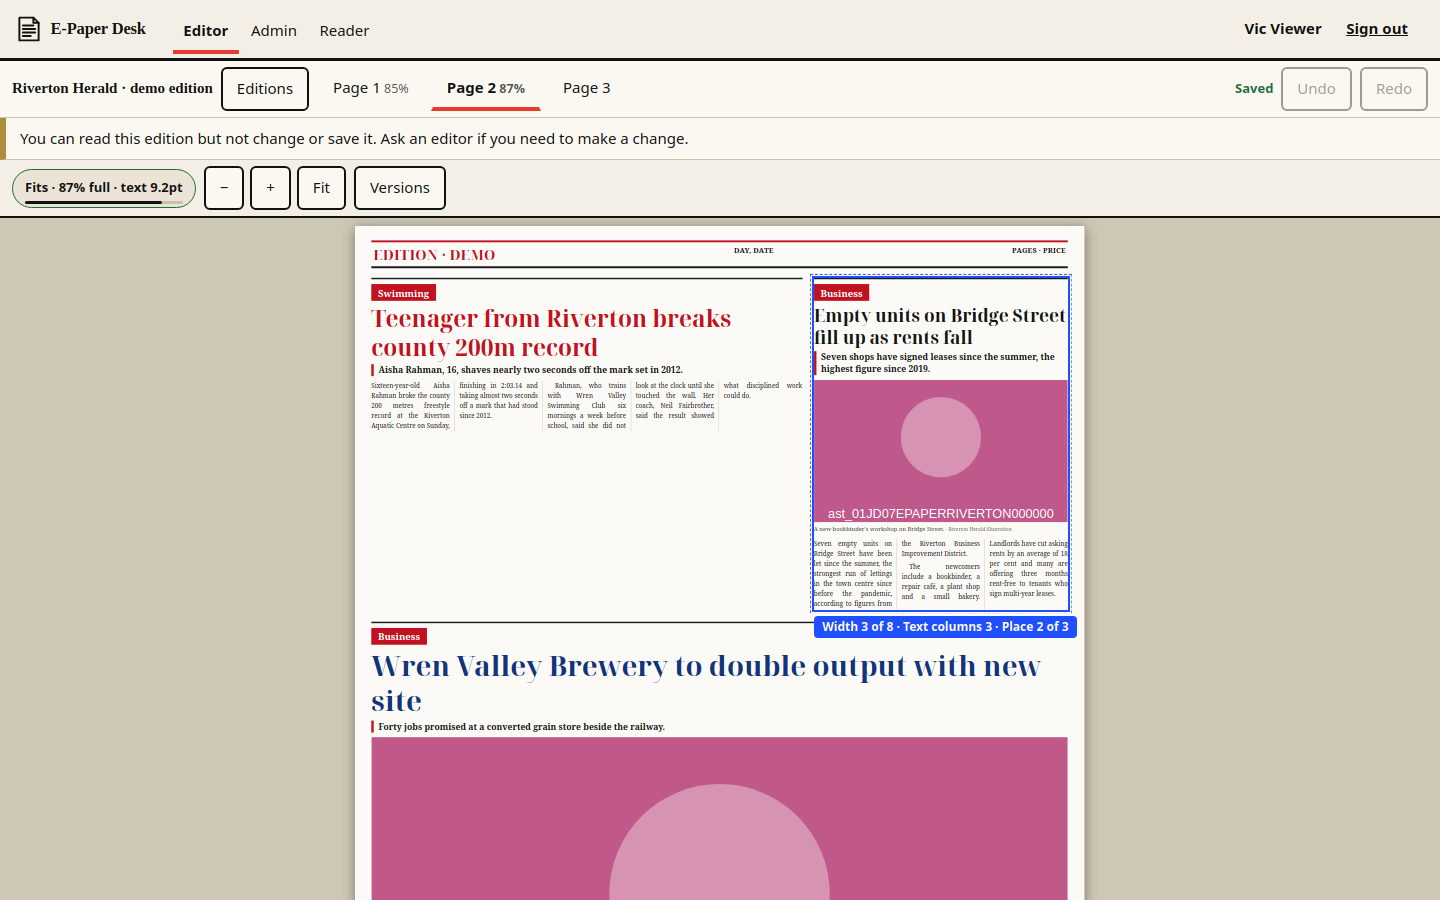 E-Paper Desk
Editor
Admin
Reader
Vic Viewer
Sign out
Riverton Herald · demo edition
Editions
Page 1 85%
Page 2 87%
Page 3
Saved
Undo
Redo
You can read this edition but not change or save it. Ask an editor if you need to make a change.
Fits · 87% full · text 9.2pt
−
+
Fit
Versions
EDITION · DEMO
DAY, DATE
PAGES · PRICE
Swimming
Teenager from Riverton breaks
county 200m record
Aisha Rahman, 16, shaves nearly two seconds off the mark set in 2012.
Sixteen-year-old Aisha
Rahman broke the county
200 metres freestyle
record at the Riverton
Aquatic Centre on Sunday,
finishing in 2:03.14 and
taking almost two seconds
off a mark that had stood
since 2012.
Rahman, who trains
with Wren Valley
Swimming Club six
mornings a week before
school, said she did not
look at the clock until she
touched the wall. Her
coach, Neil Fairbrother,
said the result showed
what disciplined work
could do.
Business
Empty units on Bridge Street
fill up as rents fall
Seven shops have signed leases since the summer, the
highest figure since 2019.
ast_01JD07EPAPERRIVERTON000000
A new bookbinder's workshop on Bridge Street. · Riverton Herald illustration
Seven empty units on
Bridge Street have been
let since the summer, the
strongest run of lettings
in the town centre since
before the pandemic,
according to figures from
the Riverton Business
Improvement District.
The newcomers
include a bookbinder, a
repair café, a plant shop
and a small bakery.
Landlords have cut asking
rents by an average of 18
per cent and many are
offering three months
rent-free to tenants who
sign multi-year leases.
Width 3 of 8 · Text columns 3 · Place 2 of 3
Business
Wren Valley Brewery to double output with new
site
Forty jobs promised at a converted grain store beside the railway.